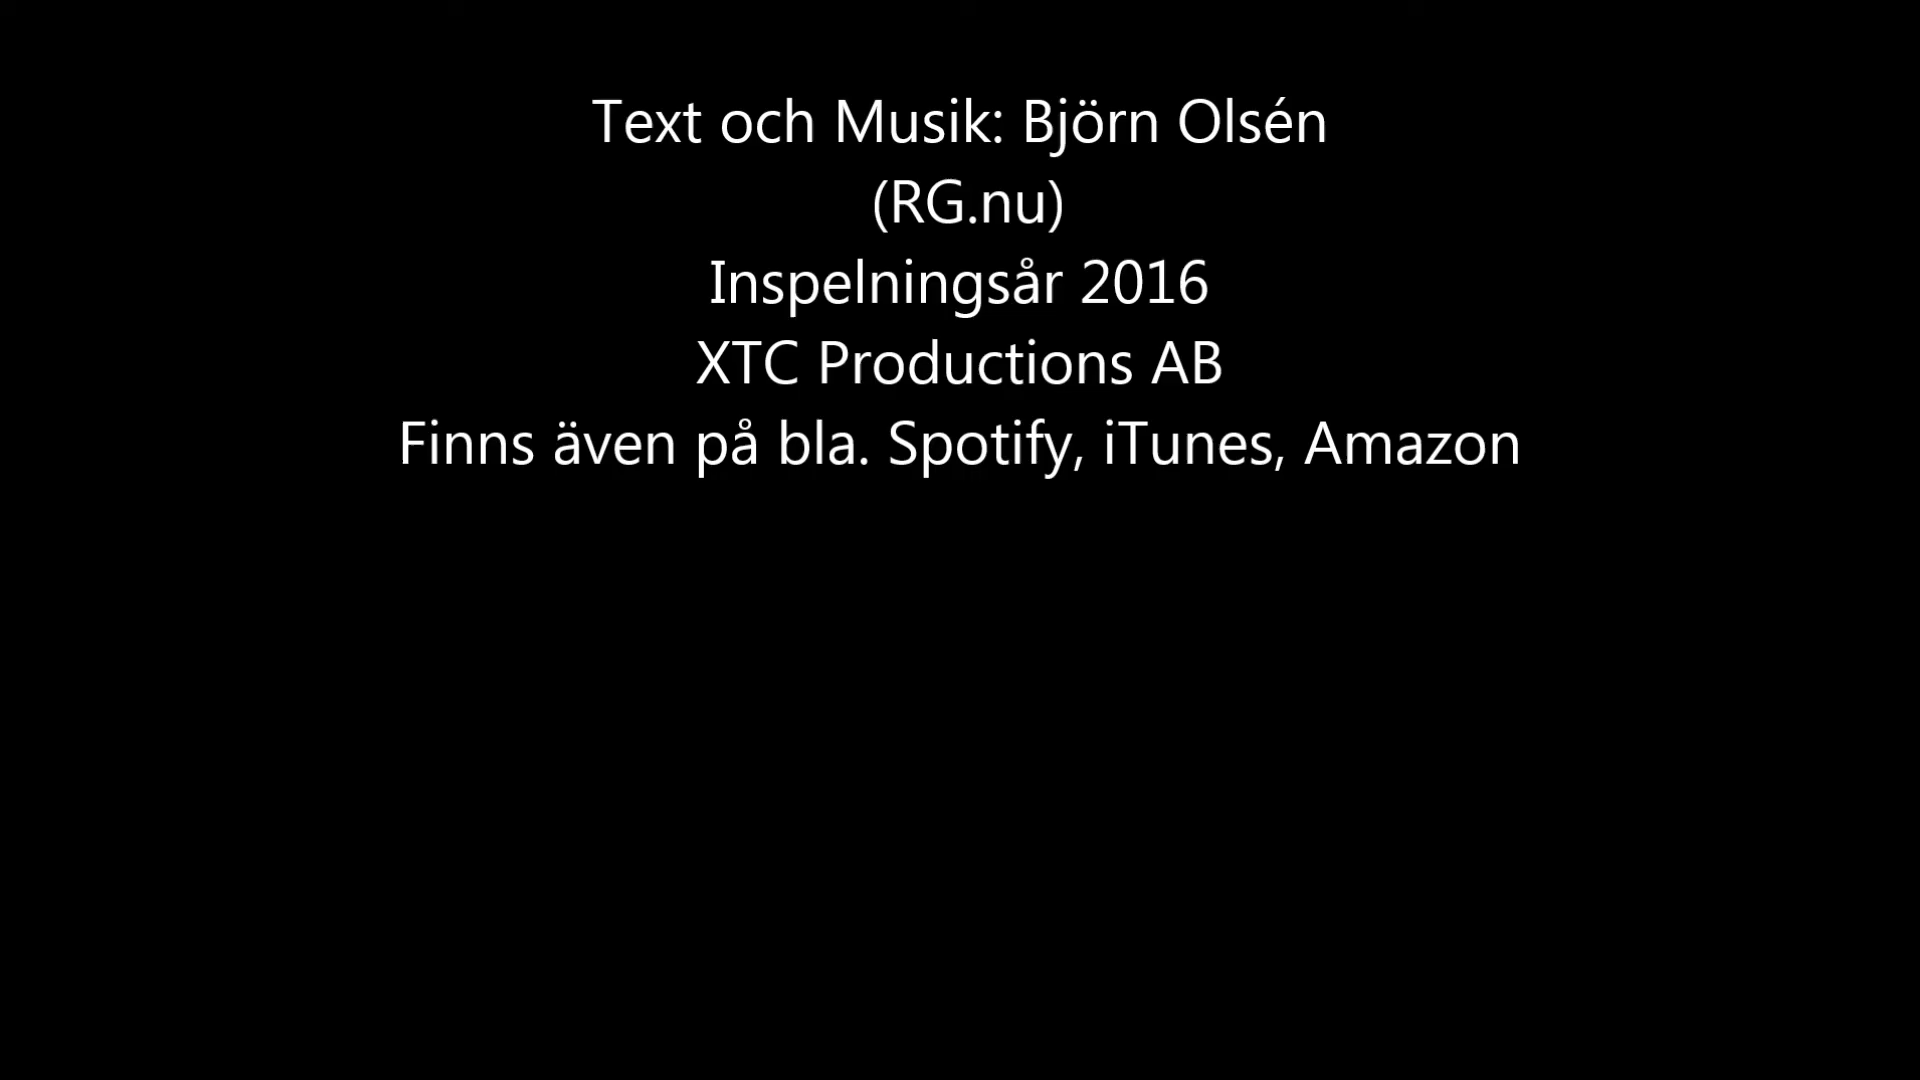 Text och Musik: Björn Olsén
(RG.nu)
Inspelningsår 2016
XTC Productions AB
Finns även på bla. Spotify, iTunes, Amazon